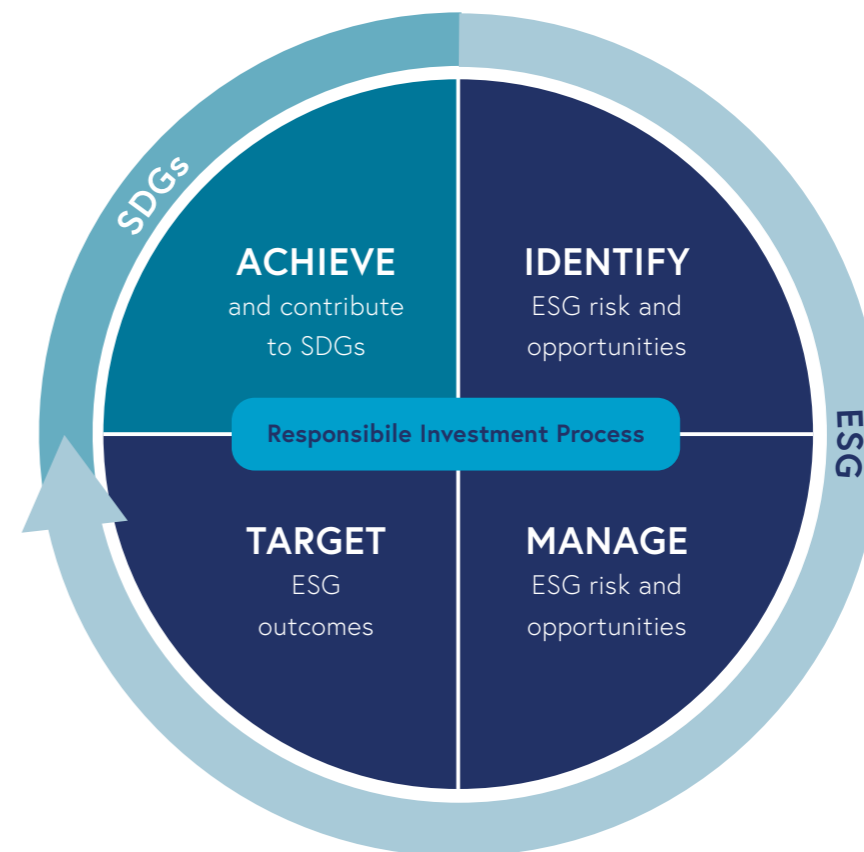 SDGs
ACHIEVE
and contribute
to SDGs
IDENTIFY
ESG risk and
opportunities
ESG
Responsibile Investment Process
TARGET
ESG
outcomes
MANAGE
ESG risk and
opportunities